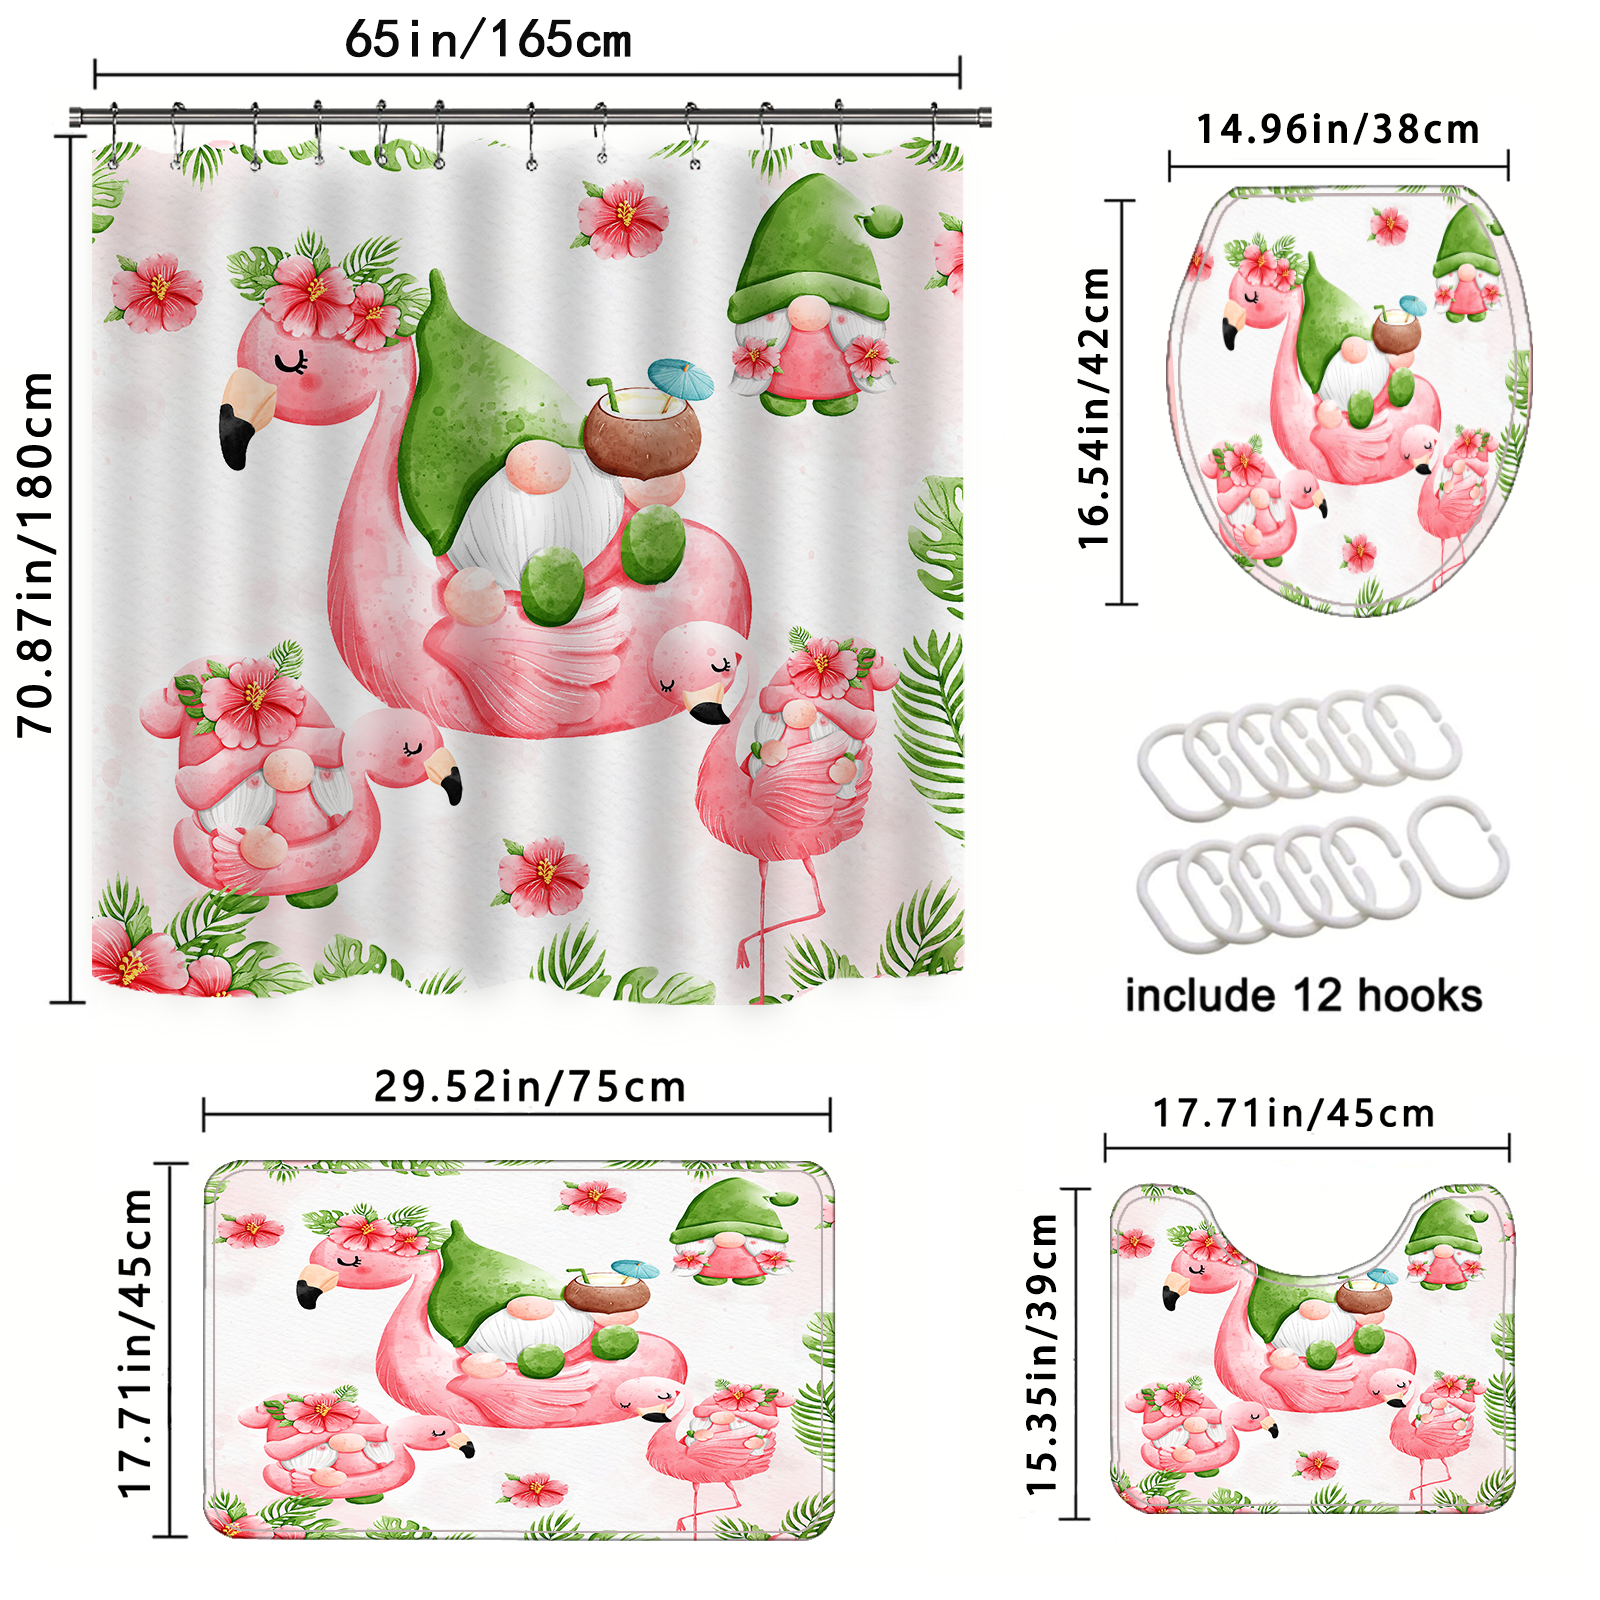 65in/165cm
70.87in/180cm
14.96in/38cm
16.54in/42cm
include 12 hooks
29.52in/75cm
17.71in/45cm
17.71in/45cm
15.35in/39cm